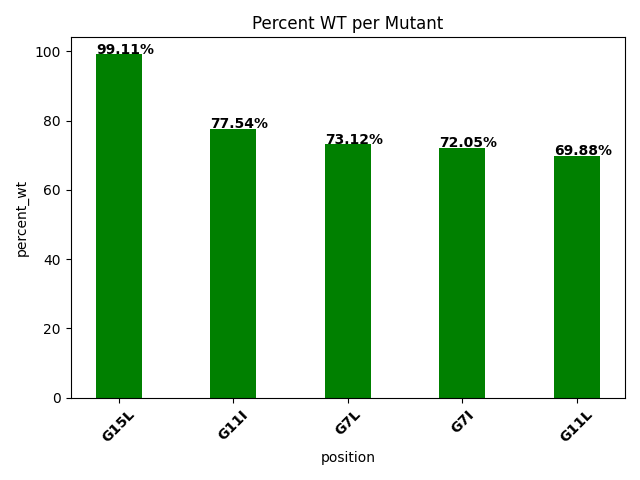 Percent WT per Mutant
percent_wt
100
80
60
40
20
0
99.11%
77.54%
73.12%
72.05%
69.88%
G15L
G11I
G7L
G7I
G11L
position